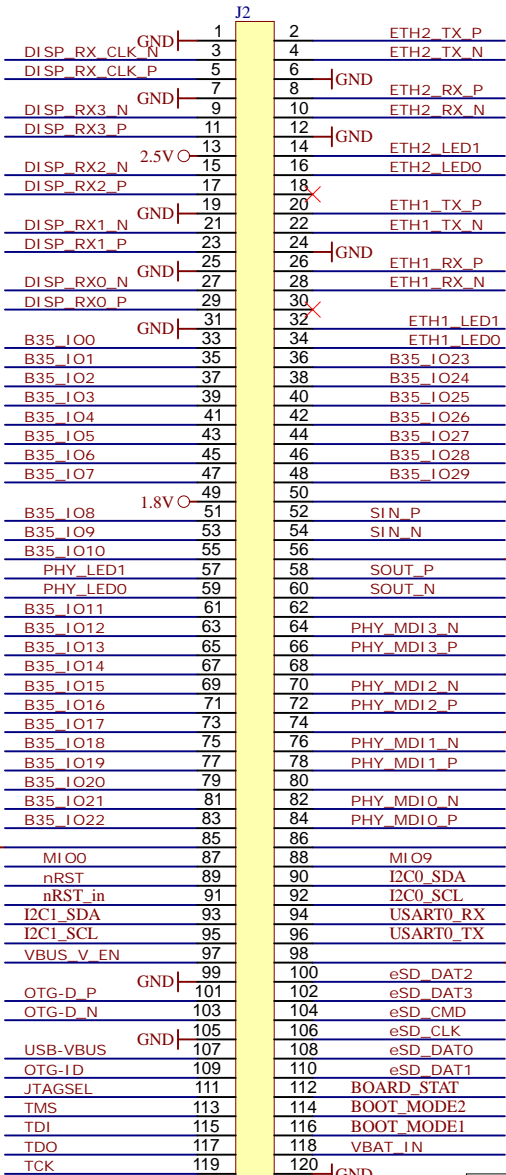 J2
GND 1 2 ETH2_TX_P
DISP_RX_CLK_N 3 4 ETH2_TX_N
DISP_RX_CLK_P 5 6 GND
GND 7 8 ETH2_RX_P
DISP_RX3_N 9 10 ETH2_RX_N
DISP_RX3_P 11 12 GND
2.5V 13 14 ETH2_LED1
DISP_RX2_N 15 16 ETH2_LED0
DISP_RX2_P 17 18
GND 19 20 ETH1_TX_P
DISP_RX1_N 21 22 ETH1_TX_N
DISP_RX1_P 23 24 GND
GND 25 26 ETH1_RX_P
DISP_RX0_N 27 28 ETH1_RX_N
DISP_RX0_P 29 30
GND 31 32 ETH1_LED1
B35_IO0 33 34 ETH1_LED0
B35_IO1 35 36 B35_IO23
B35_IO2 37 38 B35_IO24
B35_IO3 39 40 B35_IO25
B35_IO4 41 42 B35_IO26
B35_IO5 43 44 B35_IO27
B35_IO6 45 46 B35_IO28
B35_IO7 47 48 B35_IO29
1.8V 49 50
B35_IO8 51 52 SIN_P
B35_IO9 53 54 SIN_N
B35_IO10 55 56
PHY_LED1 57 58 SOUT_P
PHY_LED0 59 60 SOUT_N
B35_IO11 61 62
B35_IO12 63 64 PHY_MDI3_N
B35_IO13 65 66 PHY_MDI3_P
B35_IO14 67 68
B35_IO15 69 70 PHY_MDI2_N
B35_IO16 71 72 PHY_MDI2_P
B35_IO17 73 74
B35_IO18 75 76 PHY_MDI1_N
B35_IO19 77 78 PHY_MDI1_P
B35_IO20 79 80
B35_IO21 81 82 PHY_MDI0_N
B35_IO22 83 84 PHY_MDI0_P
85 86
MIO0 87 88 MIO9
nRST 89 90 I2C0_SDA
nRST_in 91 92 I2C0_SCL
I2C1_SDA 93 94 USART0_RX
I2C1_SCL 95 96 USART0_TX
VBUS_V_EN 97 98
GND 99 100 eSD_DAT2
OTG-D_P 101 102 eSD_DAT3
OTG-D_N 103 104 eSD_CMD
GND 105 106 eSD_CLK
USB-VBUS 107 108 eSD_DAT0
OTG-ID 109 110 eSD_DAT1
JTAGSEL 111 112 BOARD_STAT
TMS 113 114 BOOT_MODE2
TDI 115 116 BOOT_MODE1
TDO 117 118 VBAT_IN
TCK 119 120 GND